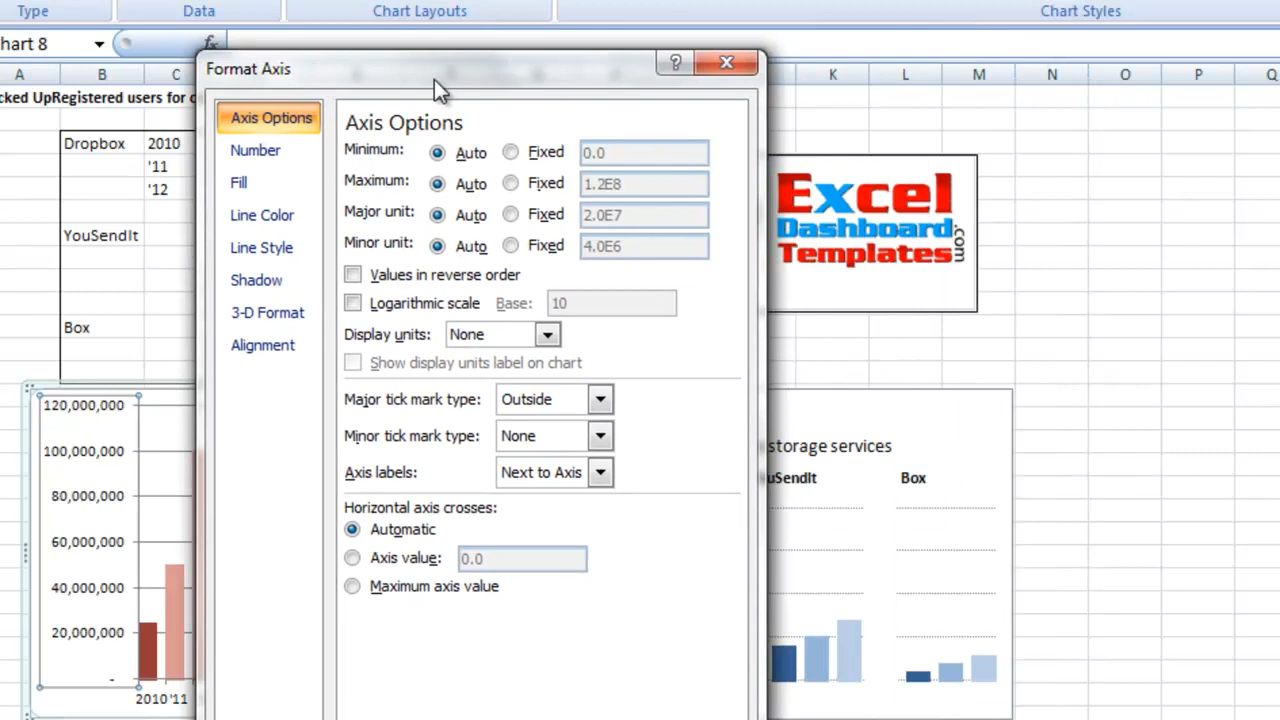 Type
Data
Chart Layouts
Chart Styles
hart 8
fx
A B C K L M N O P Q
cked UpRegistered users for
Format Axis
?
Axis Options
Number
Fill
Line Color
Line Style
Shadow
3-D Format
Alignment
Axis Options
Minimum: Auto Fixed 0.0
Maximum: Auto Fixed 1.2E8
Major unit: Auto Fixed 2.0E7
Minor unit: Auto Fixed 4.0E6
Values in reverse order
Logarithmic scale Base: 10
Display units: None
Show display units label on chart
Major tick mark type: Outside
Minor tick mark type: None
Axis labels: Next to Axis
Horizontal axis crosses:
Automatic
Axis value: 0.0
Maximum axis value
Dropbox 2010
'11
'12
YouSendIt
Box
Excel
Dashboard
Templates
.com
120,000,000
100,000,000
80,000,000
60,000,000
40,000,000
20,000,000
-
2010 '11
storage services
uSendIt Box